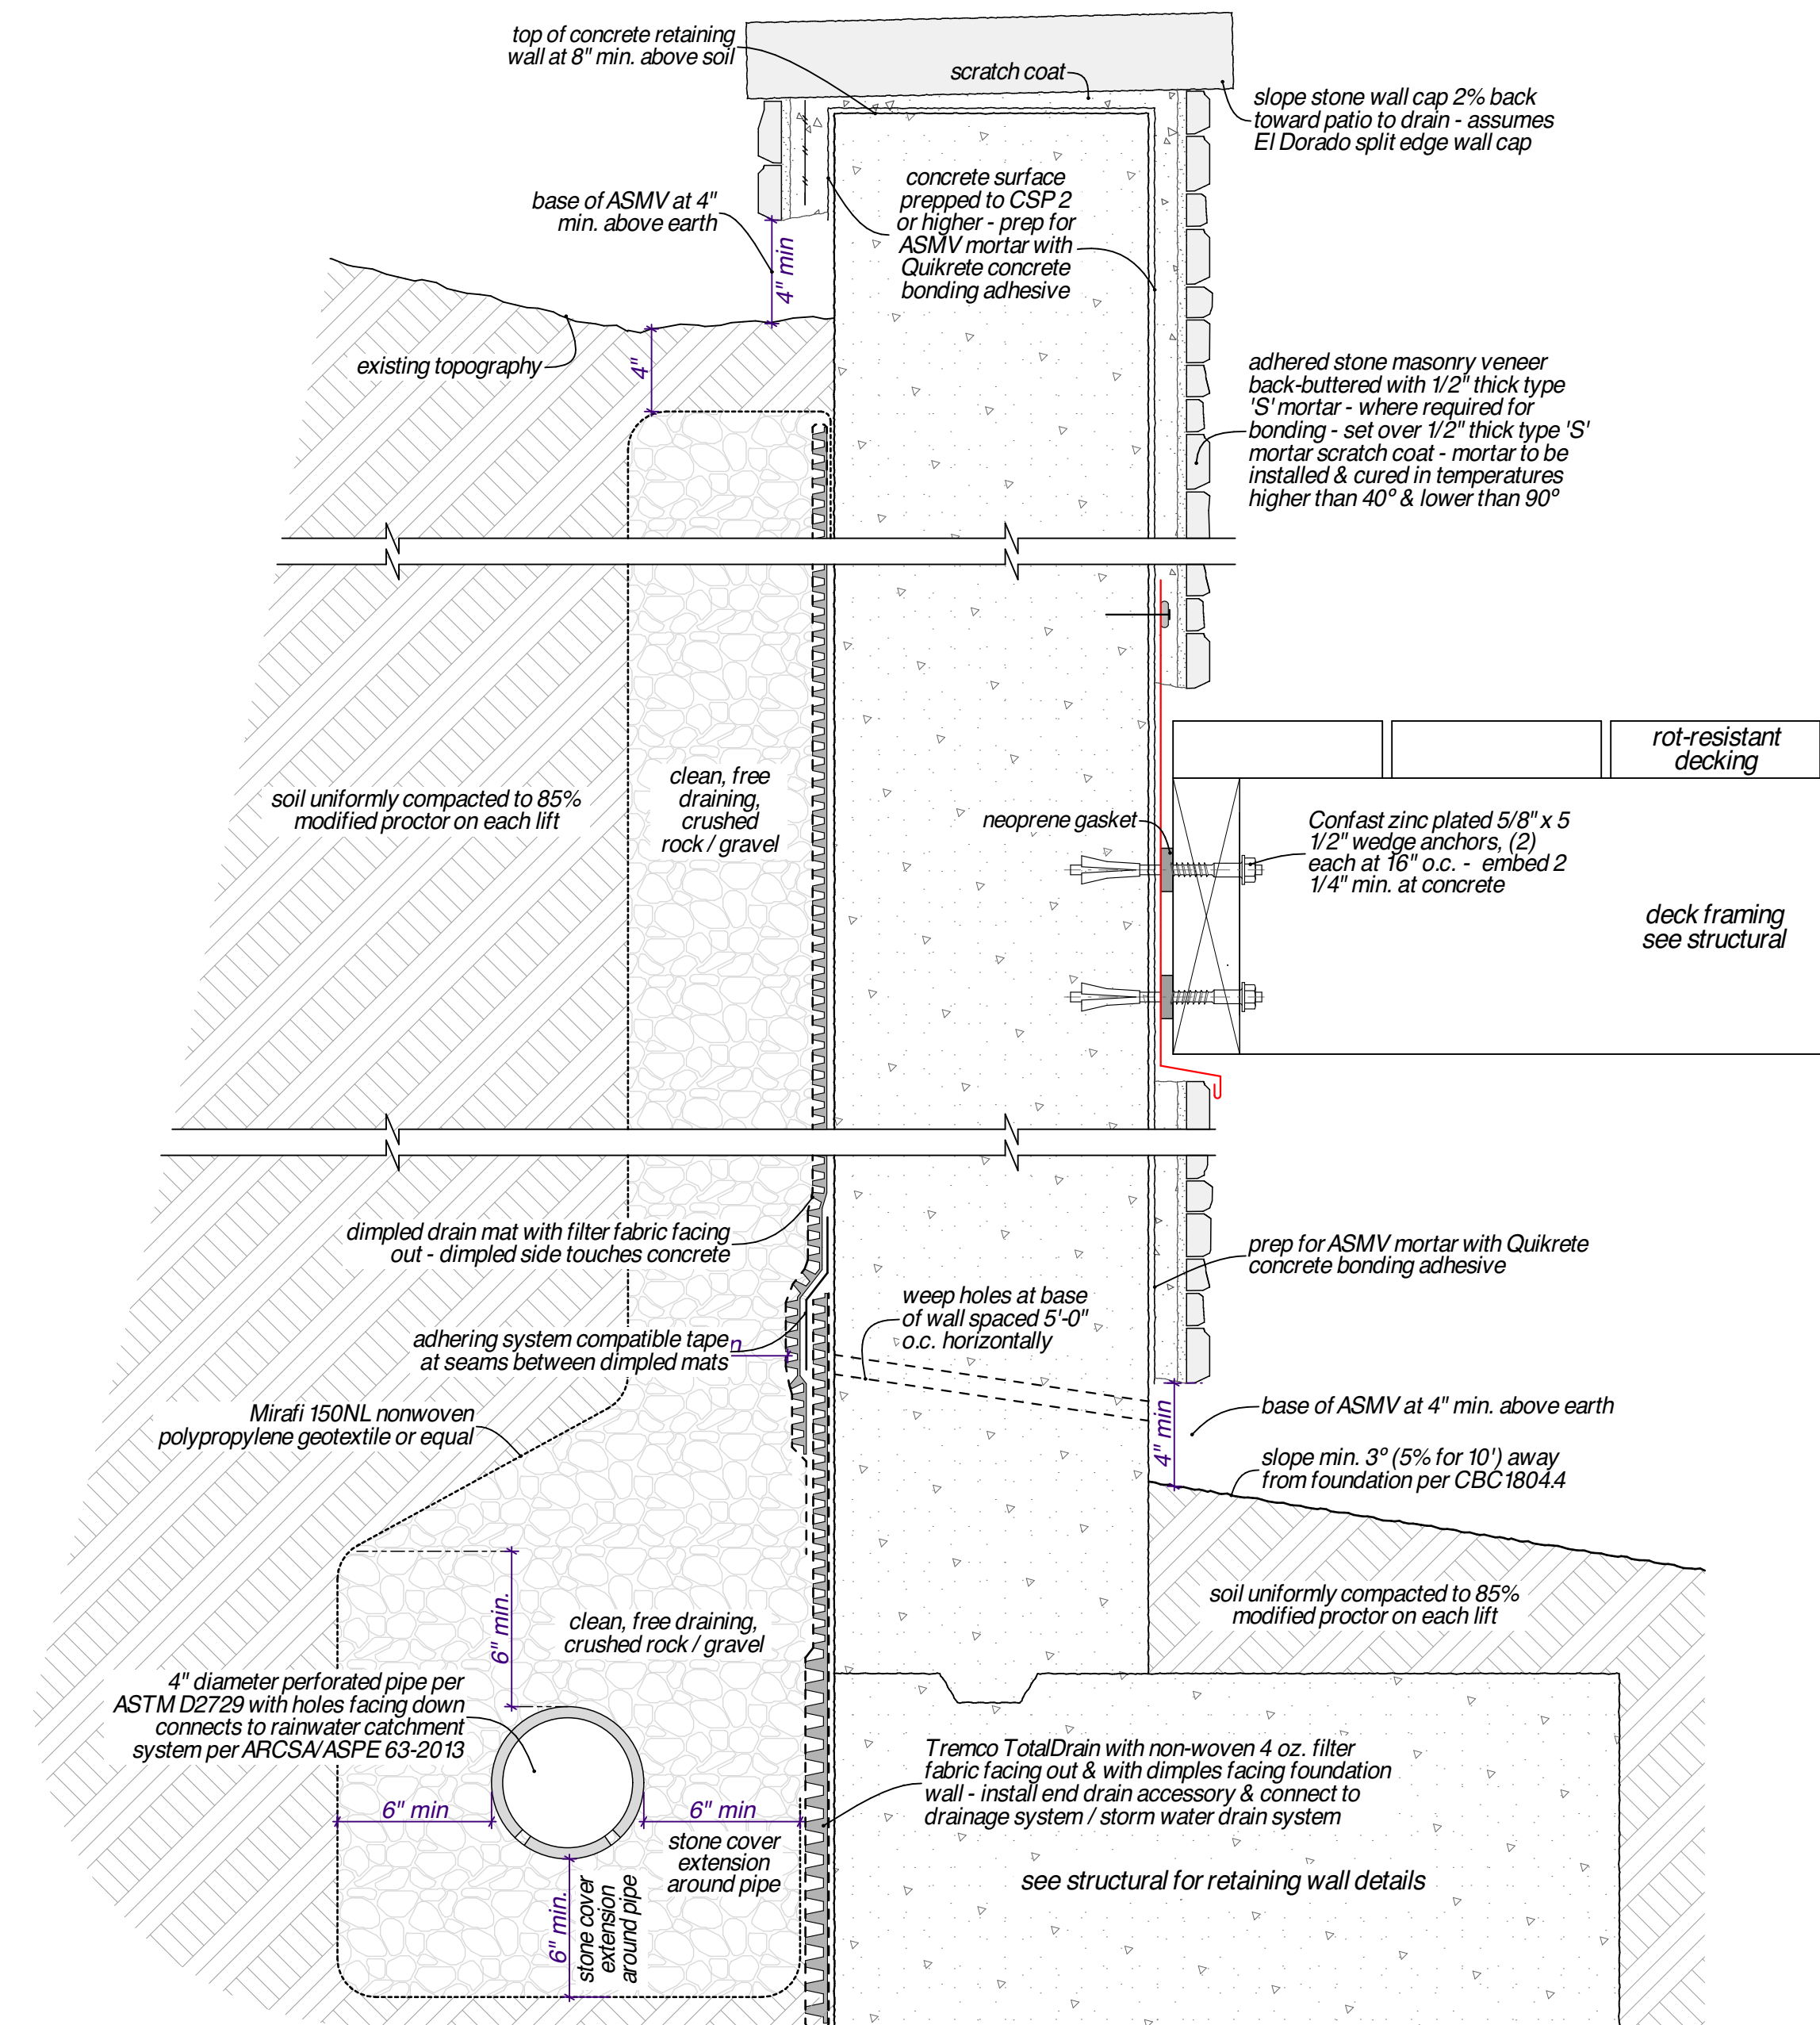 top of concrete retaining
wall at 8" min. above soil
scratch coat
slope stone wall cap 2% back
toward patio to drain - assumes
El Dorado split edge wall cap
concrete surface
prepped to CSP 2
or higher - prep for
ASMV mortar with
Quikrete concrete
bonding adhesive
base of ASMV at 4"
min. above earth
4" min
existing topography
4"
adhered stone masonry veneer
back-buttered with 1/2" thick type
'S' mortar - where required for
bonding - set over 1/2" thick type 'S'
mortar scratch coat - mortar to be
installed & cured in temperatures
higher than 40º & lower than 90º
rot-resistant
decking
clean, free
draining,
crushed
rock / gravel
soil uniformly compacted to 85%
modified proctor on each lift
neoprene gasket
Confast zinc plated 5/8" x 5
1/2" wedge anchors, (2)
each at 16" o.c. - embed 2
1/4" min. at concrete
deck framing
see structural
dimpled drain mat with filter fabric facing
out - dimpled side touches concrete
prep for ASMV mortar with Quikrete
concrete bonding adhesive
weep holes at base
of wall spaced 5'-0"
o.c. horizontally
adhering system compatible tape
at seams between dimpled mats
n
Mirafi 150NL nonwoven
polypropylene geotextile or equal
4" min
base of ASMV at 4" min. above earth
slope min. 3º (5% for 10') away
from foundation per CBC1804.4
soil uniformly compacted to 85%
modified proctor on each lift
6" min.
clean, free draining,
crushed rock / gravel
4" diameter perforated pipe per
ASTM D2729 with holes facing down
connects to rainwater catchment
system per ARCSA/ASPE 63-2013
Tremco TotalDrain with non-woven 4 oz. filter
fabric facing out & with dimples facing foundation
wall - install end drain accessory & connect to
drainage system / storm water drain system
6" min
6" min
stone cover
extension
around pipe
6" min.
stone cover
extension
around pipe
see structural for retaining wall details